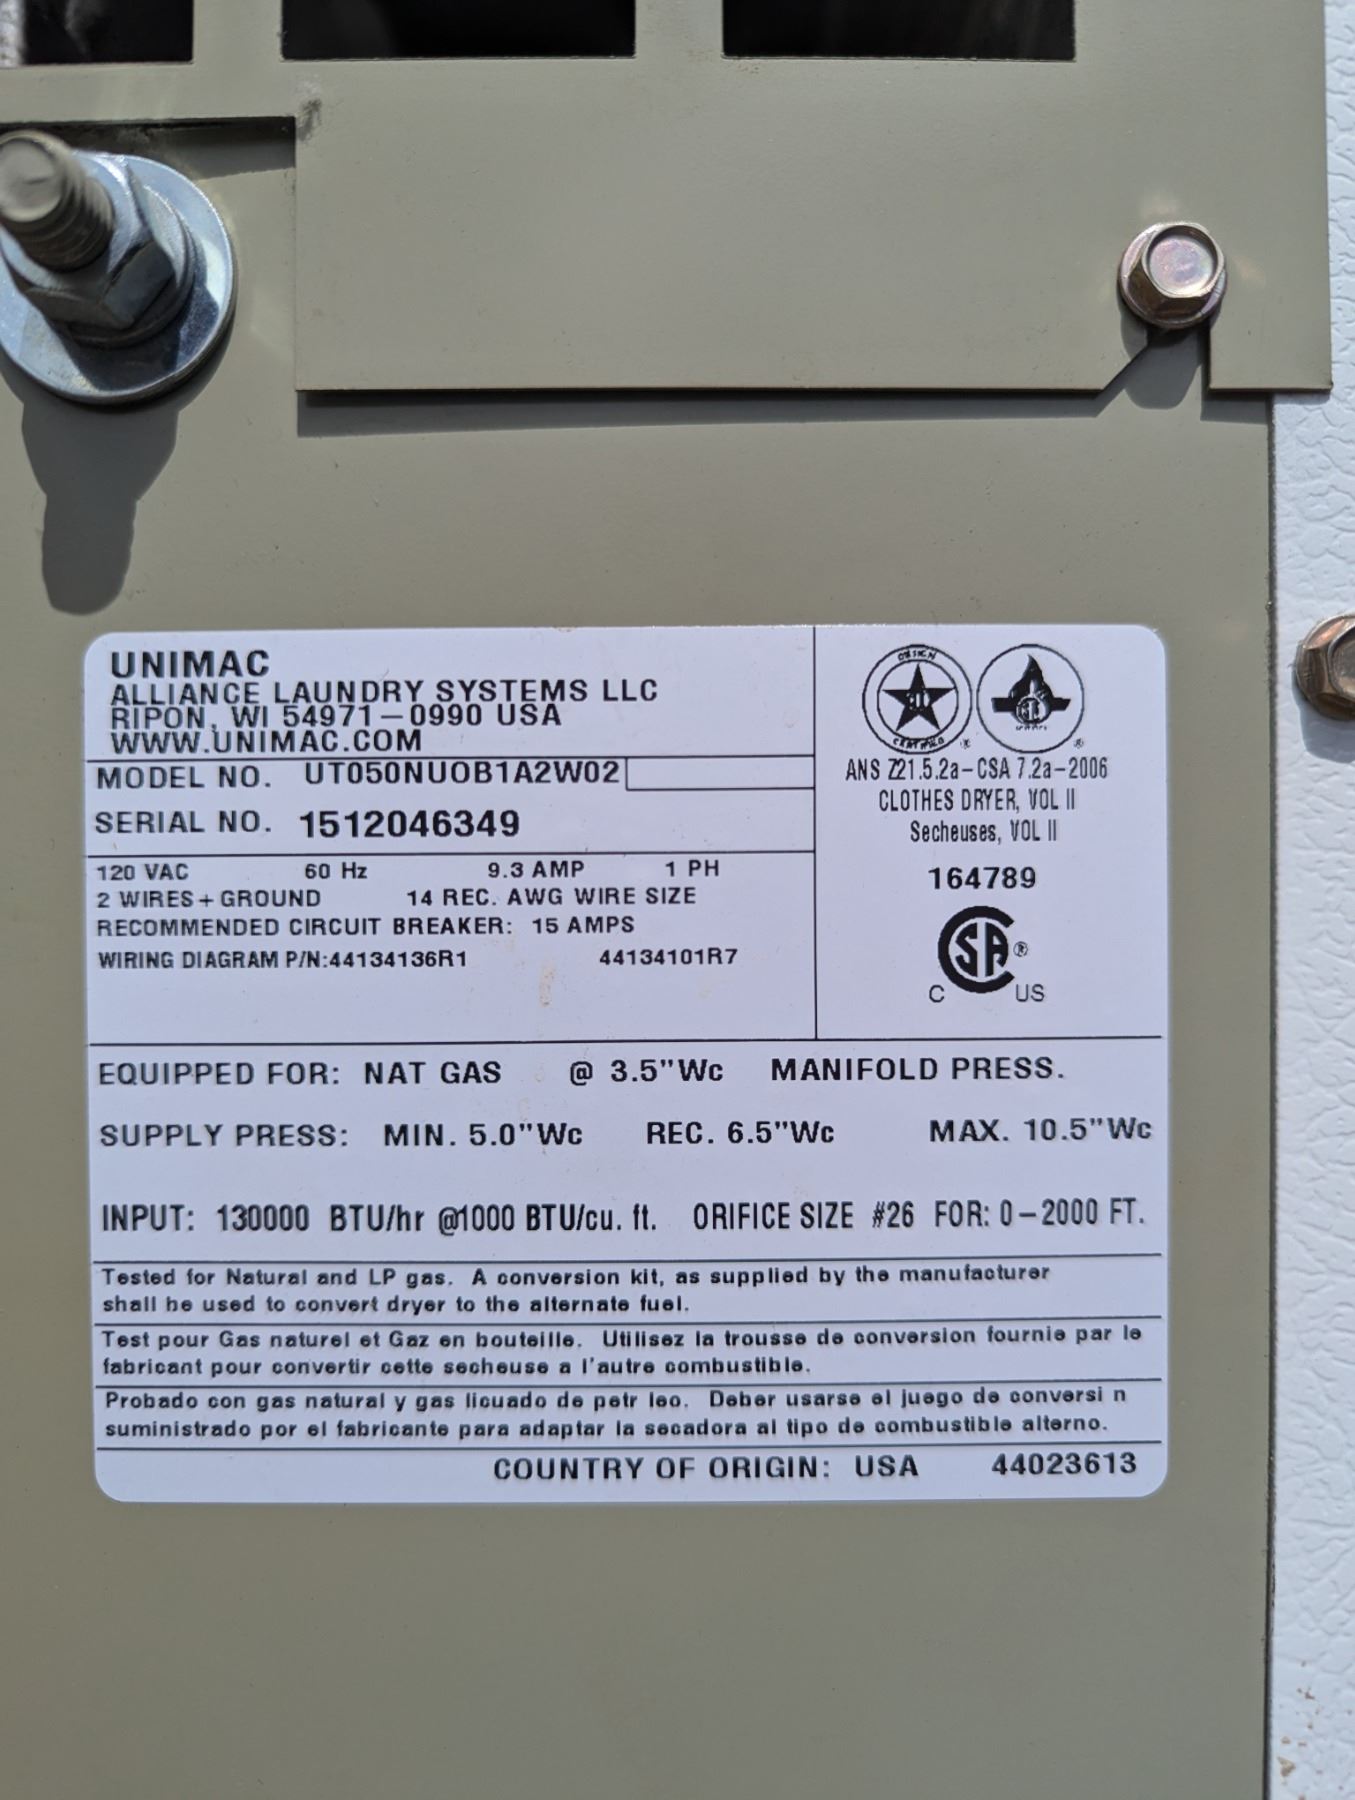 UNIMAC
ALLIANCE LAUNDRY SYSTEMS LLC
RIPON, WI 54971-0990 USA
WWW.UNIMAC.COM
MODEL NO. UT050NUOB1A2W02
SERIAL NO. 1512046349
120 VAC 60 Hz 9.3 AMP 1 PH
2 WIRES + GROUND 14 REC. AWG WIRE SIZE
RECOMMENDED CIRCUIT BREAKER: 15 AMPS
WIRING DIAGRAM P/N:44134136R1 44134101R7
DESIGN
CERTIFIED
®
®
ANS Z21.5.2a-CSA 7.2a-2006
CLOTHES DRYER, VOL II
Secheuses, VOL II
164789
SA ®
C US
EQUIPPED FOR: NAT GAS @ 3.5"Wc MANIFOLD PRESS.
SUPPLY PRESS: MIN. 5.0"Wc REC. 6.5"Wc MAX. 10.5"Wc
INPUT: 130000 BTU/hr @1000 BTU/cu. ft. ORIFICE SIZE #26 FOR: 0-2000 FT.
Tested for Natural and LP gas. A conversion kit, as supplied by the manufacturer
shall be used to convert dryer to the alternate fuel.
Test pour Gas naturel et Gaz en bouteille. Utilisez la trousse de conversion fournie par le
fabricant pour convertir cette secheuse a l'autre combustible.
Probado con gas natural y gas licuado de petr leo. Deber usarse el juego de conversi n
suministrado por el fabricante para adaptar la secadora al tipo de combustible alterno.
COUNTRY OF ORIGIN: USA 44023613